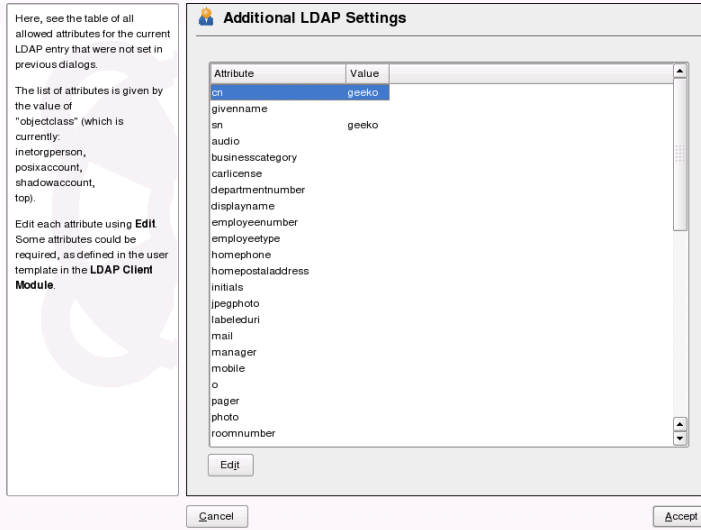 Here, see the table of all
allowed attributes for the current
LDAP entry that were not set in
previous dialogs.
The list of attributes is given by
the value of
"objectclass" (which is
currently:
inetorgperson,
posixaccount,
shadowaccount,
top).
Edit each attribute using Edit.
Some attributes could be
required, as defined in the user
template in the LDAP Client
Module.
Additional LDAP Settings
Attribute Value
cn geeko
givenname
sn geeko
audio
businesscategory
carlicense
departmentnumber
displayname
employeenumber
employeetype
homephone
homepostaladdress
initials
jpegphoto
labeleduri
mail
manager
mobile
o
pager
photo
roomnumber
Edit
Cancel
Accept